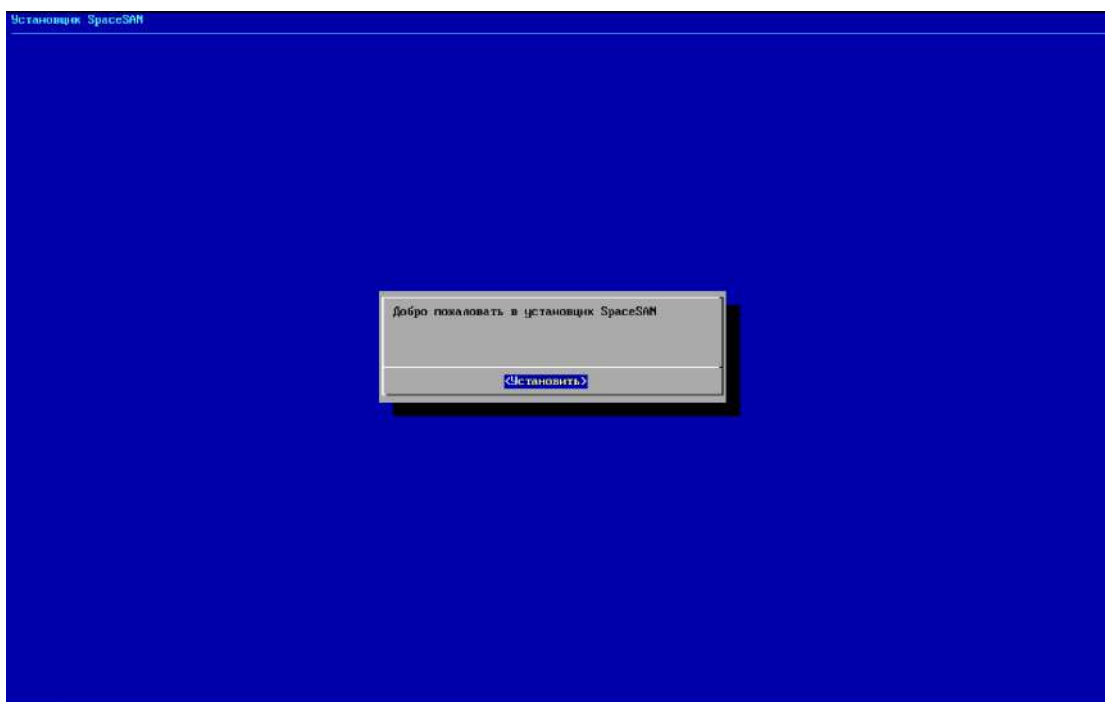 Установщик SpaceSAN
Добро пожаловать в установщик SpaceSAN
<Установить>